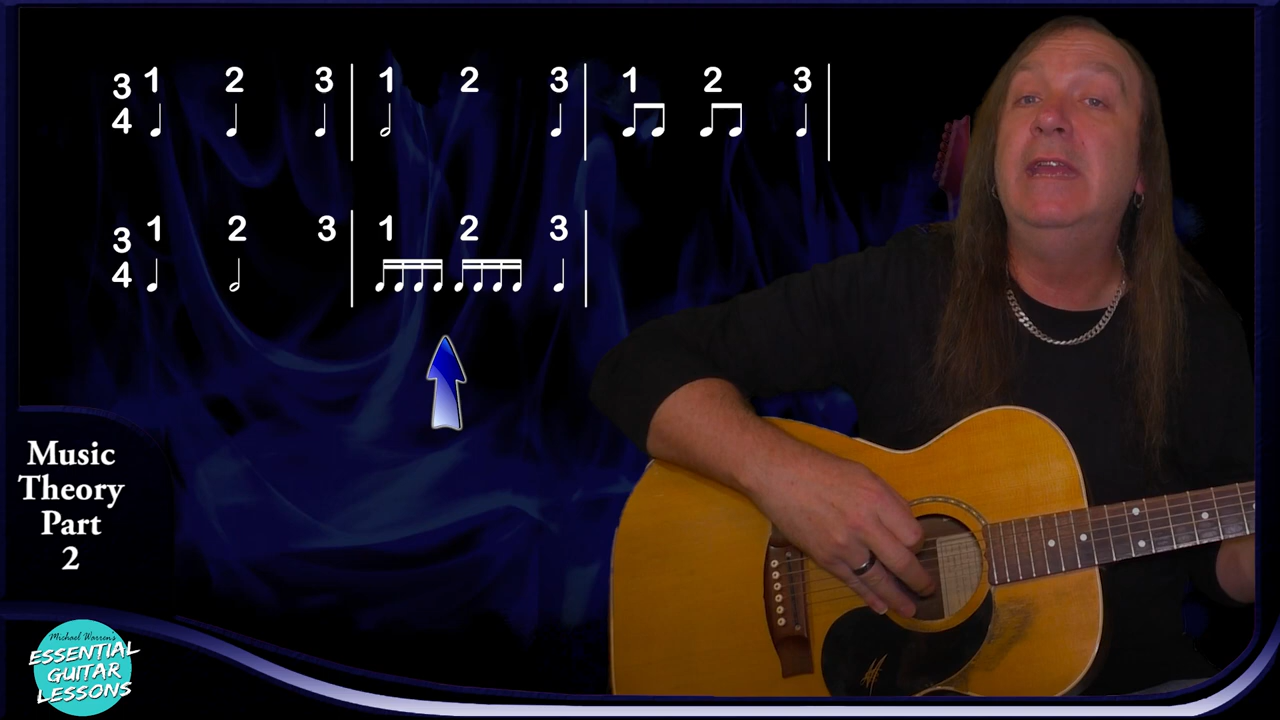 3 1 2 3 1 2 3 1 2 3
4
3 1 2 3 1 2 3
4
Music
Theory
Part
2
Michael Warren's
ESSENTIAL
GUITAR
LESSONS